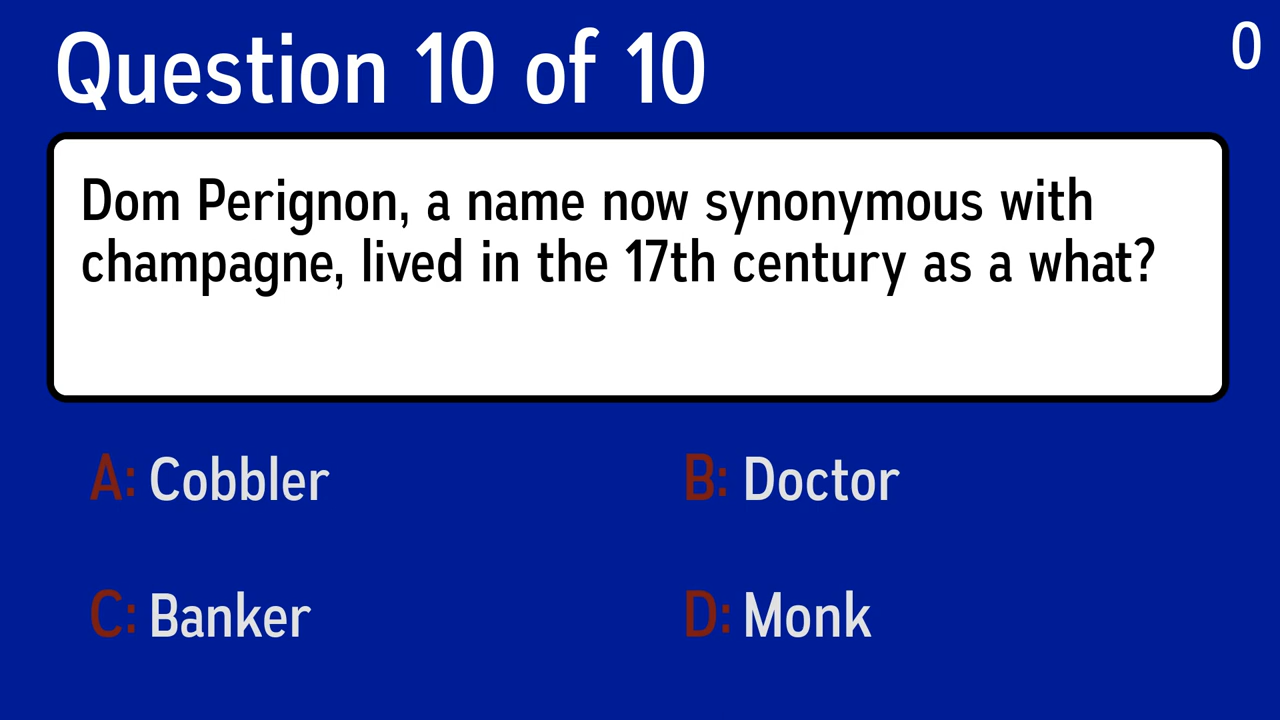 Question 10 of 10
0
Dom Perignon, a name now synonymous with
champagne, lived in the 17th century as a what?
A: Cobbler
B: Doctor
C: Banker
D: Monk